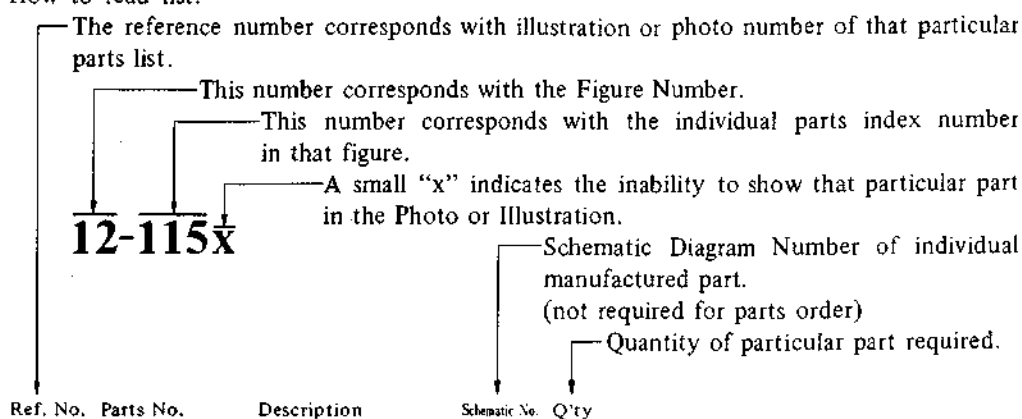 How to read list.
The reference number corresponds with illustration or photo number of that particular
parts list.
This number corresponds with the Figure Number.
This number corresponds with the individual parts index number
in that figure.
A small “x” indicates the inability to show that particular part
in the Photo or Illustration.
12-115x
Schematic Diagram Number of individual
manufactured part.
(not required for parts order)
Quantity of particular part required.
Ref. No. Parts No. Description Schematic No. Q'ty